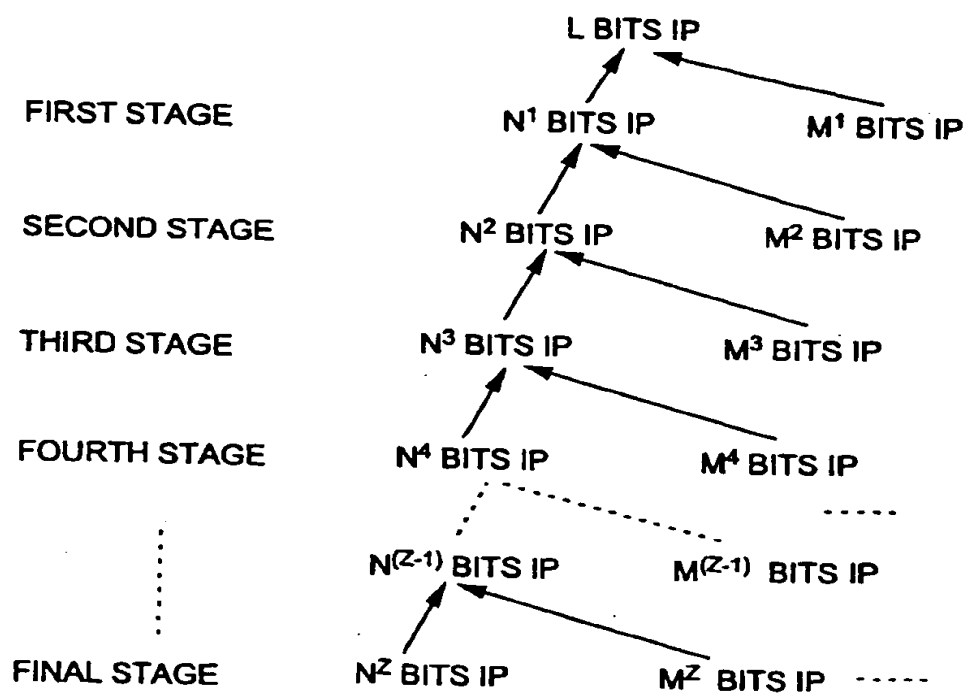 L BITS IP
FIRST STAGE N¹ BITS IP M¹ BITS IP
SECOND STAGE N² BITS IP M² BITS IP
THIRD STAGE N³ BITS IP M³ BITS IP
FOURTH STAGE N⁴ BITS IP M⁴ BITS IP
N⁽ᶻ⁻¹⁾ BITS IP M⁽ᶻ⁻¹⁾ BITS IP
FINAL STAGE Nᶻ BITS IP Mᶻ BITS IP